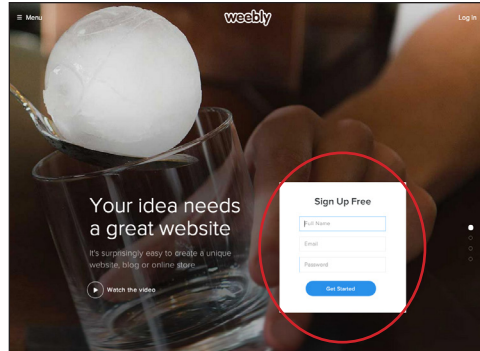 ≡ Menu
weebly
Log in
Your idea needs
a great website
It's surprisingly easy to create a unique
website, blog or online store
Watch the video
Sign Up Free
Full Name
Email
Password
Get Started